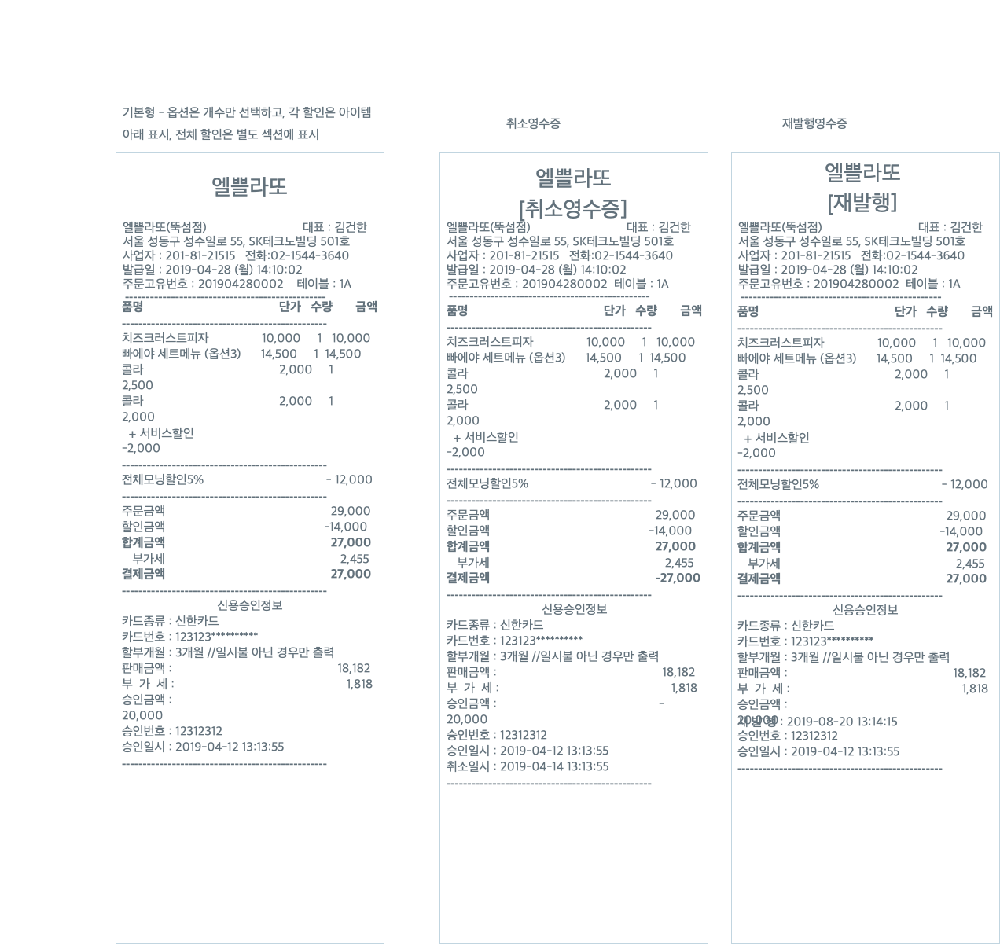 기본형 - 옵션은 개수만 선택하고, 각 할인은 아이템
아래 표시, 전체 할인은 별도 섹션에 표시
엘쁠라또
엘쁠라또(뚝섬점) 대표 : 김건한
서울 성동구 성수일로 55, SK테크노빌딩 501호
사업자 : 201-81-21515 전화:02-1544-3640
발급일 : 2019-04-28 (월) 14:10:02
주문고유번호 : 201904280002 테이블 : 1A
-------------------------------------------------
품명 단가 수량 금액
--------------------------------------------------
치즈크러스트피자 10,000 1 10,000
빠에야 세트메뉴 (옵션3) 14,500 1 14,500
콜라 2,000 1
2,500
콜라 2,000 1
2,000
+ 서비스할인
-2,000
--------------------------------------------------
전체모닝할인5% - 12,000
--------------------------------------------------
주문금액 29,000
할인금액 -14,000
합계금액 27,000
부가세 2,455
결제금액 27,000
--------------------------------------------------
신용승인정보
카드종류 : 신한카드
카드번호 : 123123**********
할부개월 : 3개월 //일시불 아닌 경우만 출력
판매금액 : 18,182
부 가 세 : 1,818
승인금액 :
20,000
승인번호 : 12312312
승인일시 : 2019-04-12 13:13:55
--------------------------------------------------
취소영수증
엘쁠라또
[취소영수증]
엘쁠라또(뚝섬점) 대표 : 김건한
서울 성동구 성수일로 55, SK테크노빌딩 501호
사업자 : 201-81-21515 전화:02-1544-3640
발급일 : 2019-04-28 (월) 14:10:02
주문고유번호 : 201904280002 테이블 : 1A
-------------------------------------------------
품명 단가 수량 금액
--------------------------------------------------
치즈크러스트피자 10,000 1 10,000
빠에야 세트메뉴 (옵션3) 14,500 1 14,500
콜라 2,000 1
2,500
콜라 2,000 1
2,000
+ 서비스할인
-2,000
--------------------------------------------------
전체모닝할인5% - 12,000
--------------------------------------------------
주문금액 29,000
할인금액 -14,000
합계금액 27,000
부가세 2,455
결제금액 -27,000
--------------------------------------------------
신용승인정보
카드종류 : 신한카드
카드번호 : 123123**********
할부개월 : 3개월 //일시불 아닌 경우만 출력
판매금액 : 18,182
부 가 세 : 1,818
승인금액 : -
20,000
승인번호 : 12312312
승인일시 : 2019-04-12 13:13:55
취소일시 : 2019-04-14 13:13:55
--------------------------------------------------
재발행영수증
엘쁠라또
[재발행]
엘쁠라또(뚝섬점) 대표 : 김건한
서울 성동구 성수일로 55, SK테크노빌딩 501호
사업자 : 201-81-21515 전화:02-1544-3640
발급일 : 2019-04-28 (월) 14:10:02
주문고유번호 : 201904280002 테이블 : 1A
-------------------------------------------------
품명 단가 수량 금액
--------------------------------------------------
치즈크러스트피자 10,000 1 10,000
빠에야 세트메뉴 (옵션3) 14,500 1 14,500
콜라 2,000 1
2,500
콜라 2,000 1
2,000
+ 서비스할인
-2,000
--------------------------------------------------
전체모닝할인5% - 12,000
--------------------------------------------------
주문금액 29,000
할인금액 -14,000
합계금액 27,000
부가세 2,455
결제금액 27,000
--------------------------------------------------
신용승인정보
카드종류 : 신한카드
카드번호 : 123123**********
할부개월 : 3개월 //일시불 아닌 경우만 출력
판매금액 : 18,182
부 가 세 : 1,818
승인금액 :
20,000
재 발 행 : 2019-08-20 13:14:15
승인번호 : 12312312
승인일시 : 2019-04-12 13:13:55
--------------------------------------------------